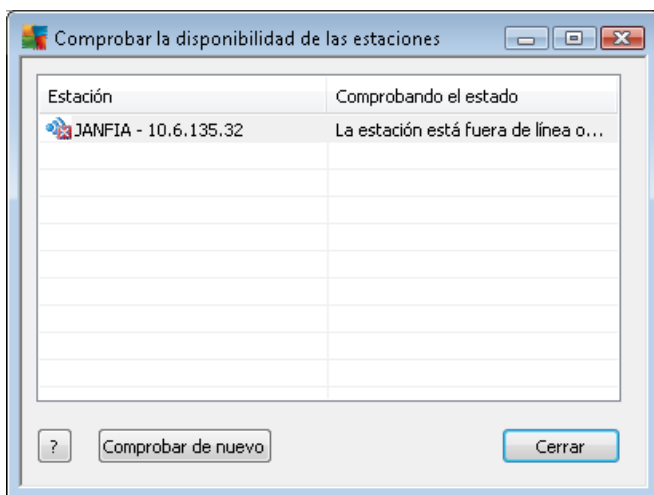 Comprobar la disponibilidad de las estaciones
Estación Comprobando el estado
JANFIA - 10.6.135.32 La estación está fuera de línea o...
? Comprobar de nuevo Cerrar